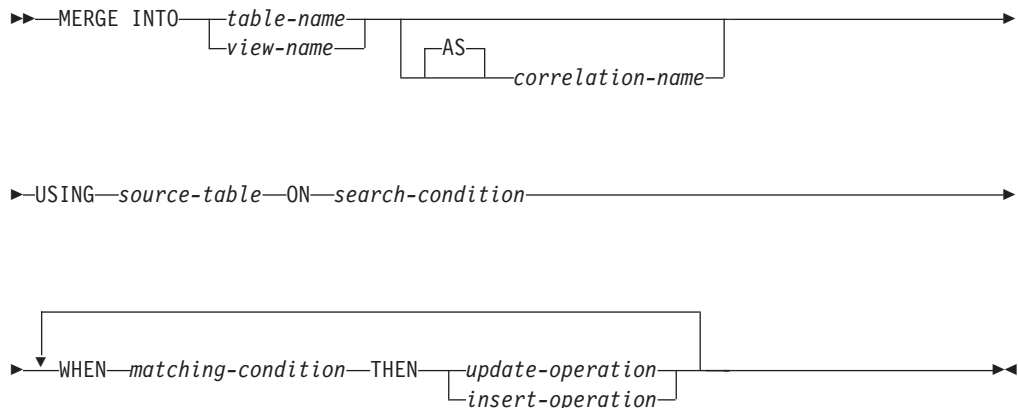 MERGE INTO table-name
view-name
AS
correlation-name
USING source-table ON search-condition
WHEN matching-condition THEN update-operation
insert-operation